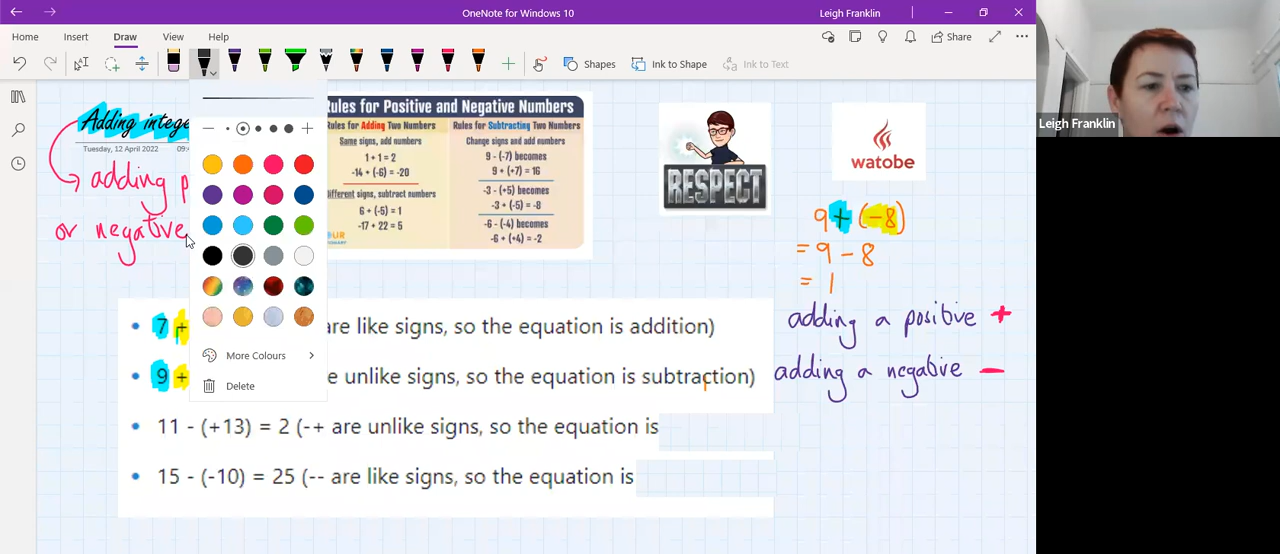 OneNote for Windows 10
Leigh Franklin
Home Insert Draw View Help
Share
Shapes
Ink to Shape
Ink to Text
Adding intege
Tuesday, 12 April 2022 09:4
adding p
or negative
More Colours
Delete
Rules for Positive and Negative Numbers
Rules for Adding Two Numbers
Same signs, add numbers
1 + 1 = 2
-14 + (-6) = -20
Different signs, subtract numbers
6 + (-5) = 1
-17 + 22 = 5
Rules for Subtracting Two Numbers
Change signs and add numbers
9 - (-7) becomes
9 + (+7) = 16
-3 - (+5) becomes
-3 + (-5) = -8
-6 - (-4) becomes
-6 + (+4) = -2
RESPECT
watobe
Leigh Franklin
9 + (-8)
= 9 - 8
= 1
adding a positive +
adding a negative -
• 7 + are like signs, so the equation is addition)
• 9 + e unlike signs, so the equation is subtraction)
• 11 - (+13) = 2 (-+ are unlike signs, so the equation is
• 15 - (-10) = 25 (-- are like signs, so the equation is